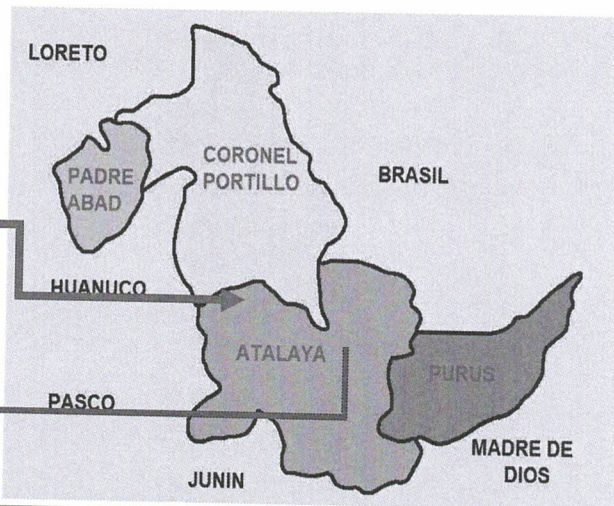 LORETO
CORONEL
PORTILLO
BRASIL
PADRE
ABAD
HUANUCO
ATALAYA
PURUS
PASCO
MADRE DE
DIOS
JUNIN